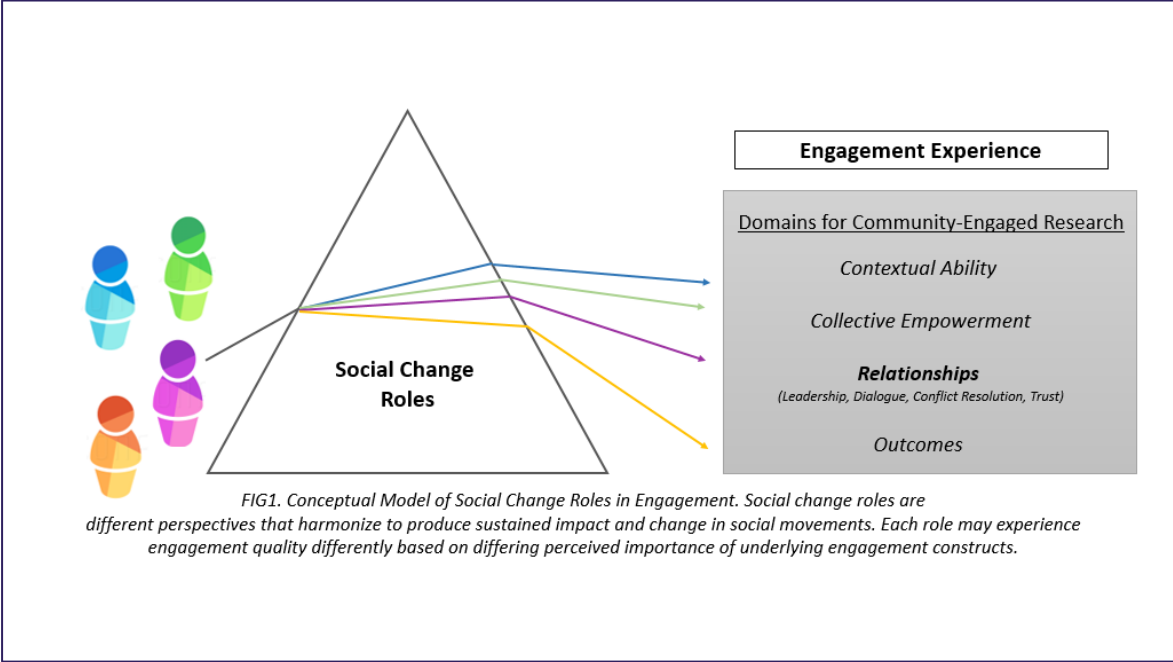 Engagement Experience
Domains for Community-Engaged Research
Contextual Ability
Collective Empowerment
Relationships
(Leadership, Dialogue, Conflict Resolution, Trust)
Outcomes
Social Change
Roles
FIG1. Conceptual Model of Social Change Roles in Engagement. Social change roles are
different perspectives that harmonize to produce sustained impact and change in social movements. Each role may experience
engagement quality differently based on differing perceived importance of underlying engagement constructs.